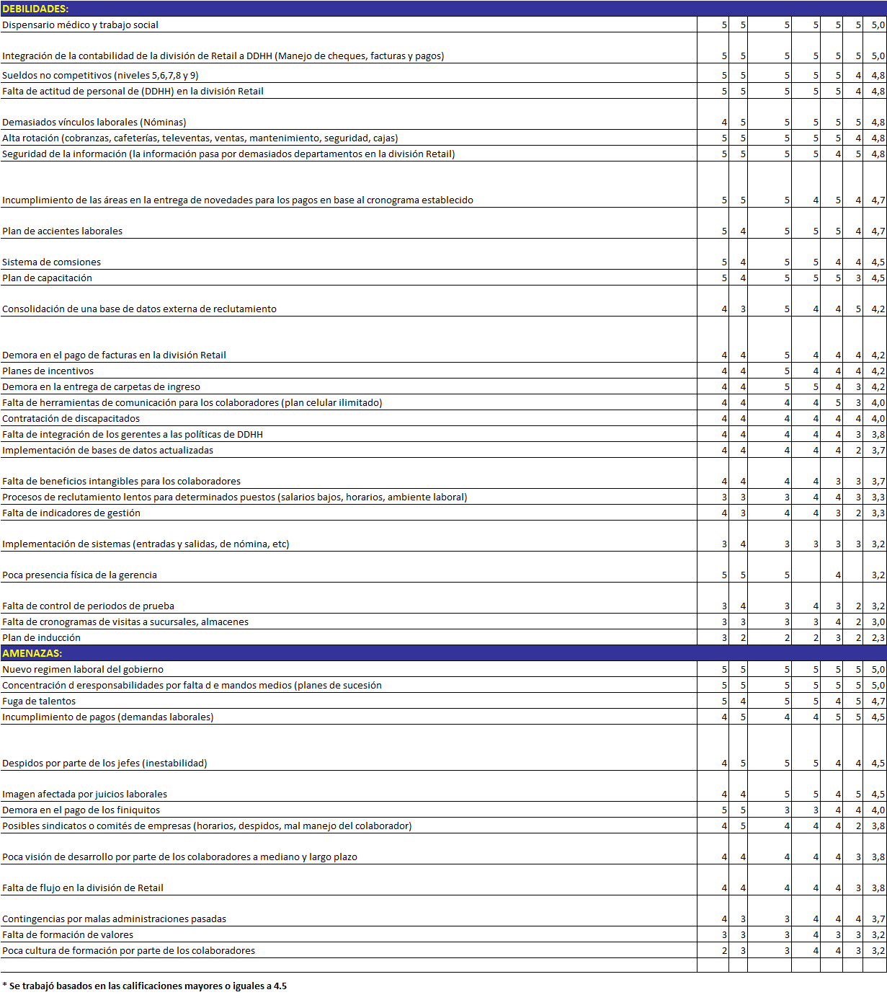 DEBILIDADES:
Dispensario médico y trabajo social 5 5 5 5 5 5 5,0
Integración de la contabilidad de la división de Retail a DDHH (Manejo de cheques, facturas y pagos) 5 5 5 5 5 5 5,0
Sueldos no competitivos (niveles 5,6,7,8 y 9) 5 5 5 5 5 4 4,8
Falta de actitud de personal de (DDHH) en la división Retail 5 5 5 5 5 4 4,8
Demasiados vínculos laborales (Nóminas) 4 5 5 5 5 5 4,8
Alta rotación (cobranzas, cafeterías, televentas, ventas, mantenimiento, seguridad, cajas) 5 5 5 5 5 4 4,8
Seguridad de la información (la información pasa por demasiados departamentos en la división Retail) 5 5 5 5 4 5 4,8
Incumplimiento de las áreas en la entrega de novedades para los pagos en base al cronograma establecido 5 5 5 4 5 4 4,7
Plan de accientes laborales 5 4 5 5 5 4 4,7
Sistema de comsiones 5 4 5 5 4 4 4,5
Plan de capacitación 5 4 5 5 5 3 4,5
Consolidación de una base de datos externa de reclutamiento 4 3 5 4 4 5 4,2
Demora en el pago de facturas en la división Retail 4 4 5 4 4 4 4,2
Planes de incentivos 4 4 5 4 4 4 4,2
Demora en la entrega de carpetas de ingreso 4 4 5 5 4 3 4,2
Falta de herramientas de comunicación para los colaboradores (plan celular ilimitado) 4 4 4 4 5 3 4,0
Contratación de discapacitados 4 4 4 4 4 4 4,0
Falta de integración de los gerentes a las políticas de DDHH 4 4 4 4 4 3 3,8
Implementación de bases de datos actualizadas 4 4 4 4 4 2 3,7
Falta de beneficios intangibles para los colaboradores 4 4 4 4 3 3 3,7
Procesos de reclutamiento lentos para determinados puestos (salarios bajos, horarios, ambiente laboral) 3 3 3 4 4 3 3,3
Falta de indicadores de gestión 4 3 4 4 3 2 3,3
Implementación de sistemas (entradas y salidas, de nómina, etc) 3 4 3 3 3 3 3,2
Poca presencia física de la gerencia 5 5 5 4 3,2
Falta de control de periodos de prueba 3 4 3 4 3 2 3,2
Falta de cronogramas de visitas a sucursales, almacenes 3 3 3 3 4 2 3,0
Plan de inducción 3 2 2 2 3 2 2,3
AMENAZAS:
Nuevo regimen laboral del gobierno 5 5 5 5 5 5 5,0
Concentración d eresponsabilidades por falta d e mandos medios (planes de sucesión 5 5 5 5 5 5 5,0
Fuga de talentos 5 4 5 5 4 5 4,7
Incumplimiento de pagos (demandas laborales) 4 5 4 4 5 5 4,5
Despidos por parte de los jefes (inestabilidad) 4 5 5 5 4 4 4,5
Imagen afectada por juicios laborales 4 4 5 5 4 5 4,5
Demora en el pago de los finiquitos 5 5 3 3 4 4 4,0
Posibles sindicatos o comités de empresas (horarios, despidos, mal manejo del colaborador) 4 5 4 4 4 2 3,8
Poca visión de desarrollo por parte de los colaboradores a mediano y largo plazo 4 4 4 4 4 3 3,8
Falta de flujo en la división de Retail 4 4 4 4 4 3 3,8
Contingencias por malas administraciones pasadas 4 3 3 4 4 4 3,7
Falta de formación de valores 3 3 3 4 3 3 3,2
Poca cultura de formación por parte de los colaboradores 2 3 3 4 4 3 3,2
* Se trabajó basados en las calificaciones mayores o iguales a 4.5